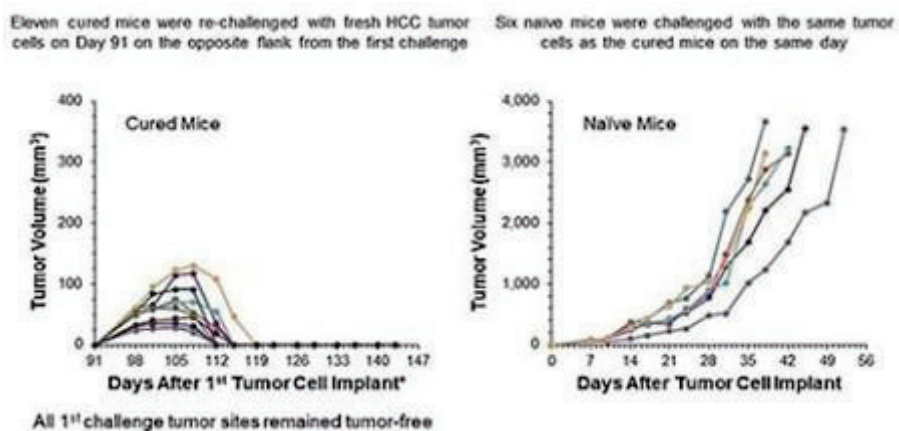 Eleven cured mice were re-challenged with fresh HCC tumor
cells on Day 91 on the opposite flank from the first challenge
Six naïve mice were challenged with the same tumor
cells as the cured mice on the same day
400
300
200
100
0
Tumor Volume (mm³)
Cured Mice
91 98 105 112 119 126 133 140 147
Days After 1st Tumor Cell Implant*
All 1st challenge tumor sites remained tumor-free
4,000
3,000
2,000
1,000
0
Tumor Volume (mm³)
Naïve Mice
0 7 14 21 28 35 42 49 56
Days After Tumor Cell Implant